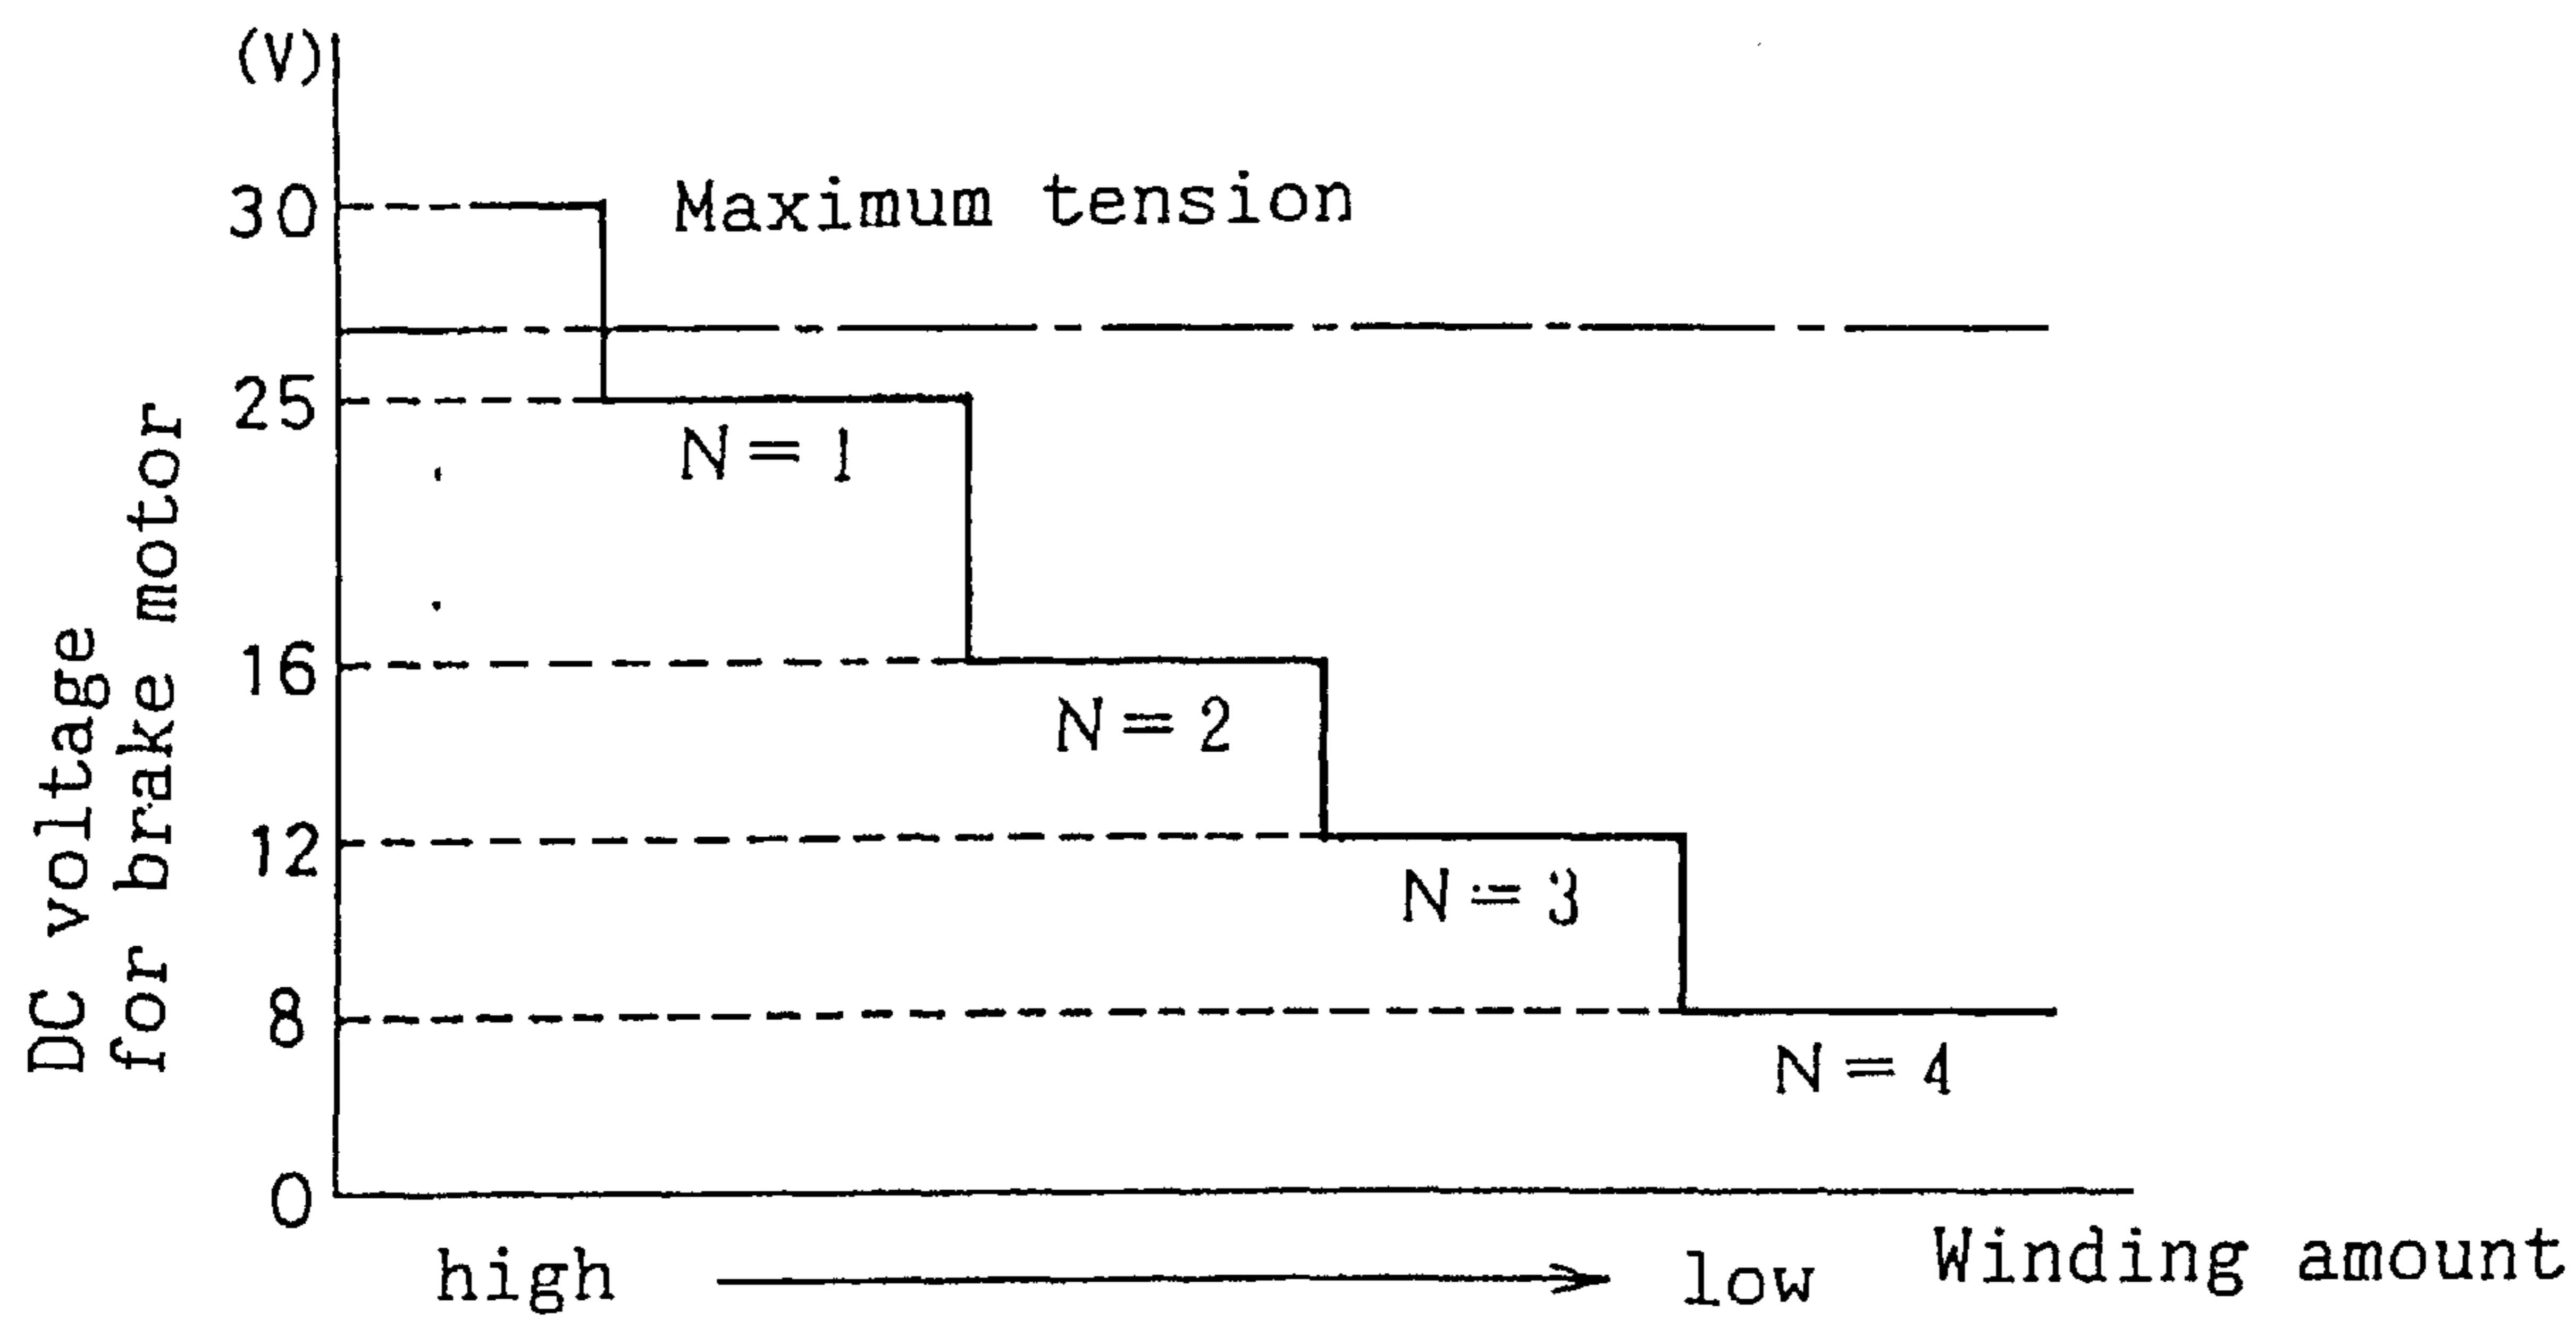 (V)
30
Maximum tension
25
N = 1
16
N = 2
12
N = 3
8
N = 4
0
high
low
Winding amount
DC voltage
for brake motor